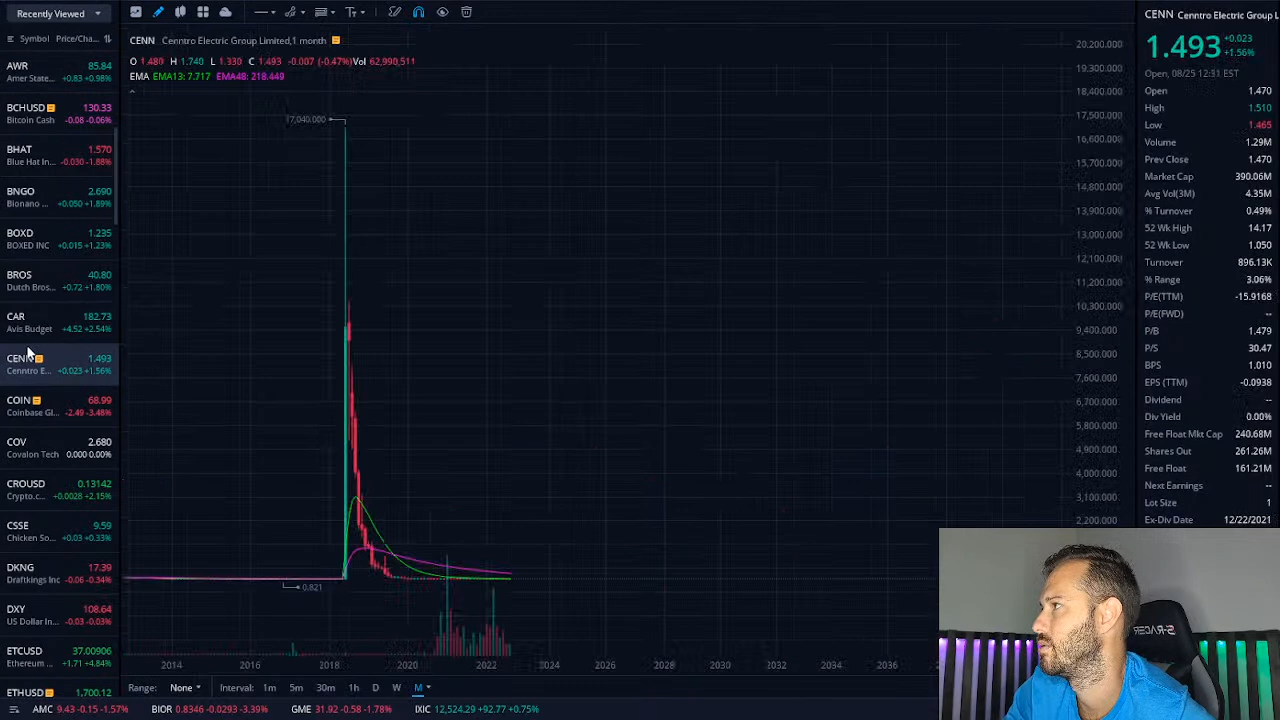 Recently Viewed
Symbol Price/Cha...
AWR 85.84
Amer State... +0.83 +0.98%
BCHUSD 130.33
Bitcoin Cash -0.08 -0.06%
BHAT 1.570
Blue Hat In... -0.030 -1.88%
BNGO 2.690
Bionano ... +0.050 +1.89%
BOXD 1.235
BOXED INC +0.015 +1.23%
BROS 40.80
Dutch Bros... +0.72 +1.80%
CAR 182.73
Avis Budget +4.52 +2.54%
CENN 1.493
Cenntro E... +0.023 +1.56%
COIN 68.99
Coinbase Gl... -2.49 -3.48%
COV 2.680
Covalon Tech 0.000 0.00%
CROUSD 0.13142
Crypto.c... +0.0028 +2.15%
CSSE 9.59
Chicken So... +0.03 +0.33%
DKNG 17.39
Draftkings Inc -0.06 -0.34%
DXY 108.64
US Dollar In... -0.03 -0.03%
ETCUSD 37.00906
Ethereum ... +1.71 +4.84%
ETHUSD 1,700.12
CENN Cenntro Electric Group Limited,1 month
O 1.480 H 1.740 L 1.330 C 1.493 -0.007 (-0.47%) Vol 62,990,511
EMA EMA13: 7.717 EMA48: 218.449
17,040.000
0.821
20,200.000
19,300.000
18,400.000
17,500.000
16,600.000
15,700.000
14,800.000
13,900.000
13,000.000
12,100.000
11,200.000
10,300.000
9,400.000
8,500.000
7,600.000
6,700.000
5,800.000
4,900.000
4,000.000
3,100.000
2,200.000
2014 2016 2018 2020 2022 2024 2026 2028 2030 2032 2034 2036
Range: None Interval: 1m 5m 30m 1h D W M
AMC 9.43 -0.15 -1.57% BIOR 0.8346 -0.0293 -3.39% GME 31.92 -0.58 -1.78% IXIC 12,524.29 +92.77 +0.75%
CENN Cenntro Electric Group L
1.493 +0.023
+1.56%
Open, 08/25 12:31 EST
Open 1.470
High 1.510
Low 1.465
Volume 1.29M
Prev Close 1.470
Market Cap 390.06M
Avg Vol(3M) 4.35M
% Turnover 0.49%
52 Wk High 14.17
52 Wk Low 1.050
Turnover 896.13K
% Range 3.06%
P/E(TTM) -15.9168
P/E(FWD) --
P/B 1.479
P/S 30.47
BPS 1.010
EPS (TTM) -0.0938
Dividend --
Div Yield 0.00%
Free Float Mkt Cap 240.68M
Shares Out 261.26M
Free Float 161.21M
Next Earnings --
Lot Size 1
Ex-Div Date 12/22/2021
S-RACER